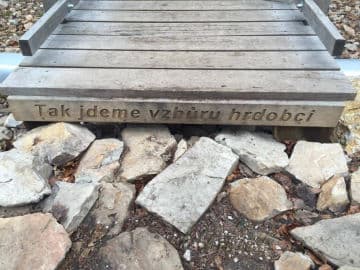 Tak jdeme vzhůru hrdobci